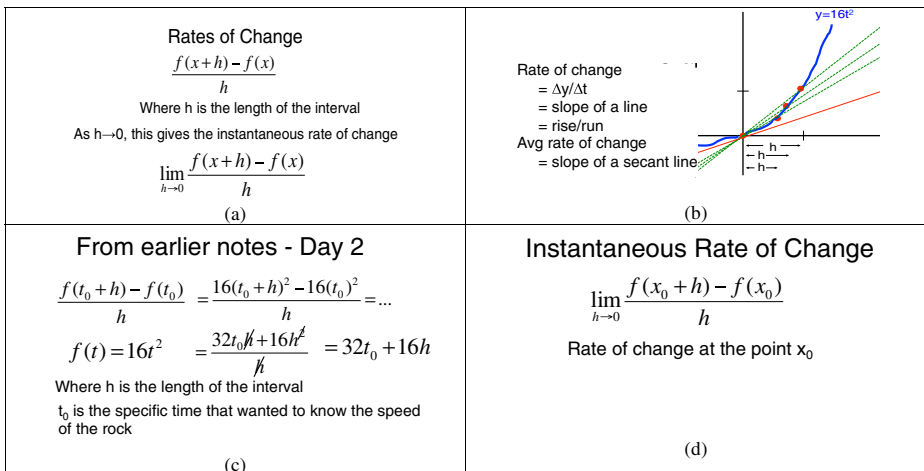 Rates of Change
f(x+h)−f(x)
h
Where h is the length of the interval
As h→0, this gives the instantaneous rate of change
lim h→0 f(x+h)−f(x)
h
(a)
y=16t²
Rate of change
= Δy/Δt
= slope of a line
= rise/run
Avg rate of change
= slope of a secant line
h
h
h
(b)
From earlier notes - Day 2
f(t₀+h)−f(t₀) / h = 16(t₀+h)²−16(t₀)² / h =...
f(t)=16t² = 32t₀h+16h² / h =32t₀+16h
Where h is the length of the interval
t₀ is the specific time that wanted to know the speed
of the rock
(c)
Instantaneous Rate of Change
lim h→0 f(x₀+h)−f(x₀)
h
Rate of change at the point x₀
(d)